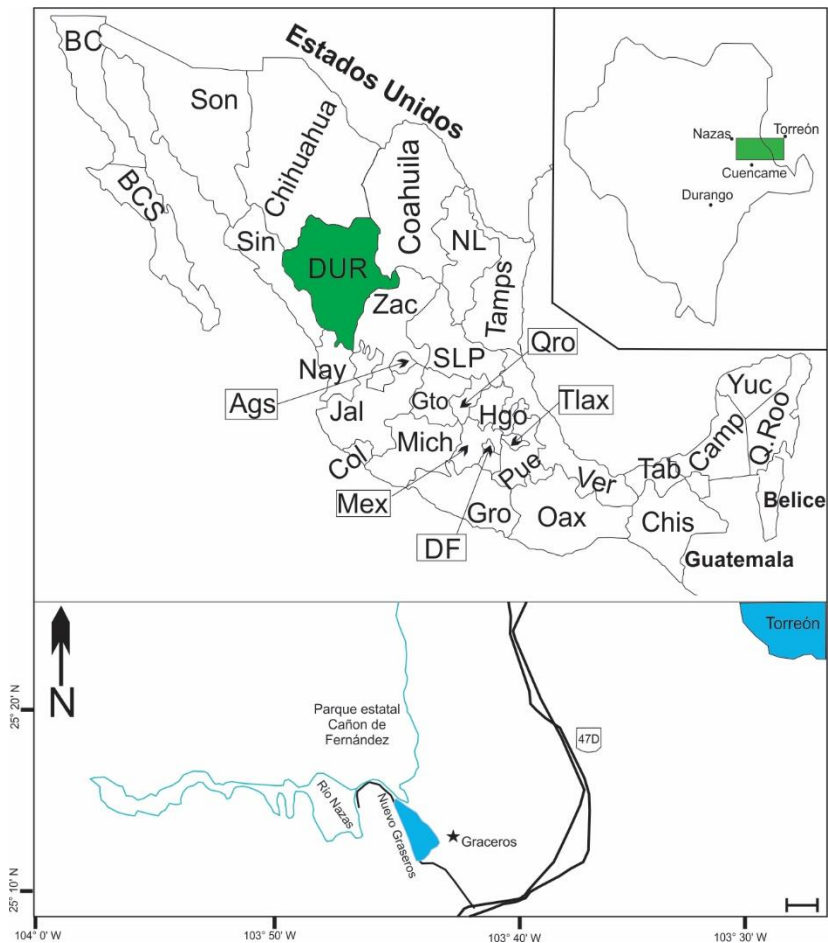 BC
Son
Chihuahua
Estados Unidos
BCS
Sin
Coahuila
NL
DUR
Zac
Tamps
Nazas
Torreón
Cuencame
Durango
Nay
SLP
Qro
Ags
Jal
Gto
Hgo
Tlax
Yuc
Camp
Q.Roo
Col
Mich
Mex
Pue
Ver
Tab
Belice
DF
Gro
Oax
Chis
Guatemala
N
Torreón
25° 20' N
Parque estatal
Cañon de
Fernández
47D
Rio Nazas
Nuevo Graseros
Graceros
25° 10' N
104° 0' W
103° 50' W
103° 40' W
103° 30' W